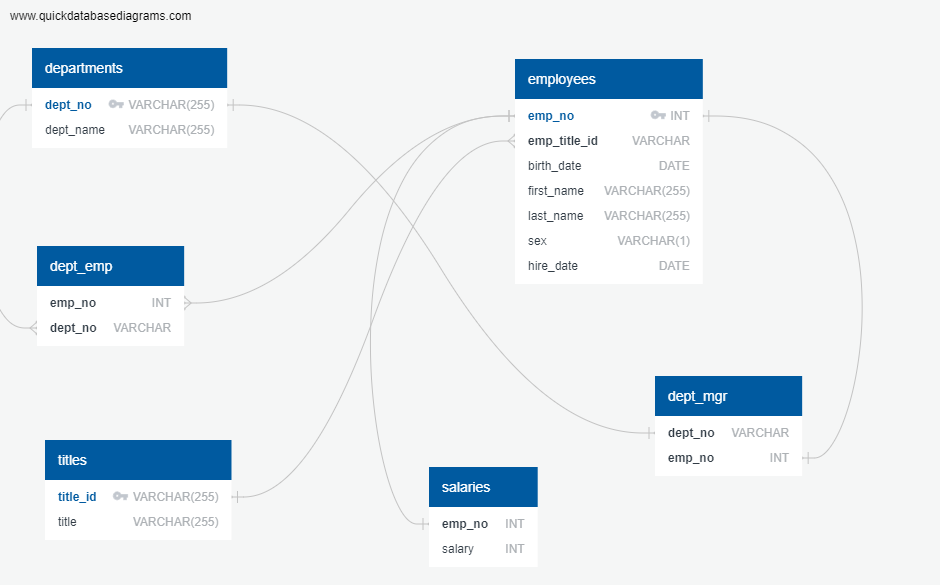 www.quickdatabasediagrams.com
departments
dept_no VARCHAR(255)
dept_name VARCHAR(255)
employees
emp_no INT
emp_title_id VARCHAR
birth_date DATE
first_name VARCHAR(255)
last_name VARCHAR(255)
sex VARCHAR(1)
hire_date DATE
dept_emp
emp_no INT
dept_no VARCHAR
dept_mgr
dept_no VARCHAR
emp_no INT
titles
title_id VARCHAR(255)
title VARCHAR(255)
salaries
emp_no INT
salary INT